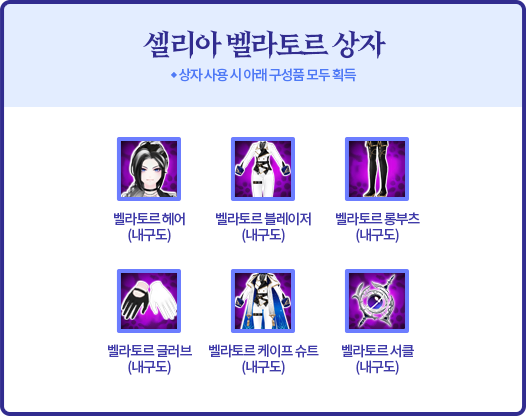 셀리아 벨라토르 상자
◆ 상자 사용 시 아래 구성품 모두 획득
벨라토르 헤어
(내구도)
벨라토르 블레이저
(내구도)
벨라토르 롱부츠
(내구도)
벨라토르 글러브
(내구도)
벨라토르 케이프 슈트
(내구도)
벨라토르 서클
(내구도)